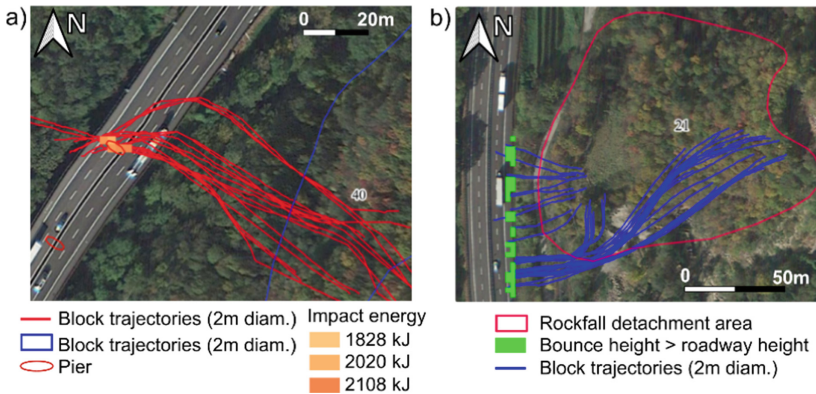 a)
N
0 20m
40
Block trajectories (2m diam.)
Block trajectories (2m diam.)
Pier
Impact energy
1828 kJ
2020 kJ
2108 kJ
b)
N
21
0 50m
Rockfall detachment area
Bounce height > roadway height
Block trajectories (2m diam.)